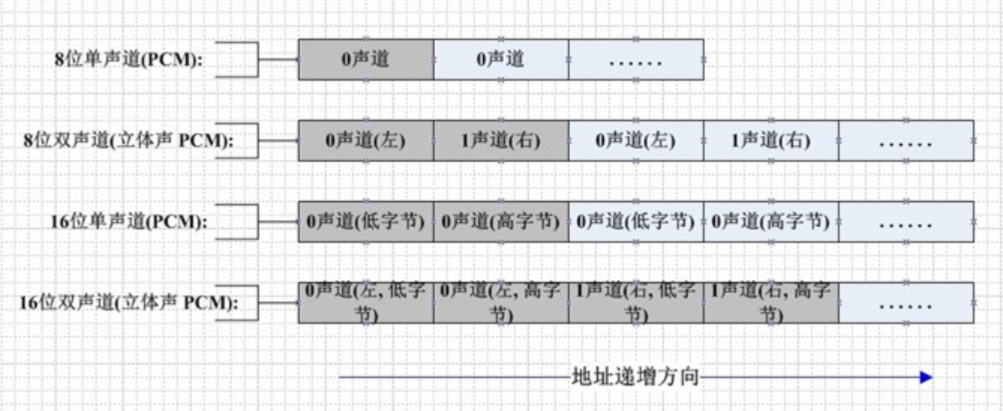 8位单声道(PCM): 0声道 0声道 ......
8位双声道(立体声 PCM): 0声道(左) 1声道(右) 0声道(左) 1声道(右) ......
16位单声道(PCM): 0声道(低字节) 0声道(高字节) 0声道(低字节) 0声道(高字节) ......
16位双声道(立体声 PCM): 0声道(左, 低字节) 0声道(左, 高字节) 1声道(右, 低字节) 1声道(右, 高字节) ......
地址递增方向